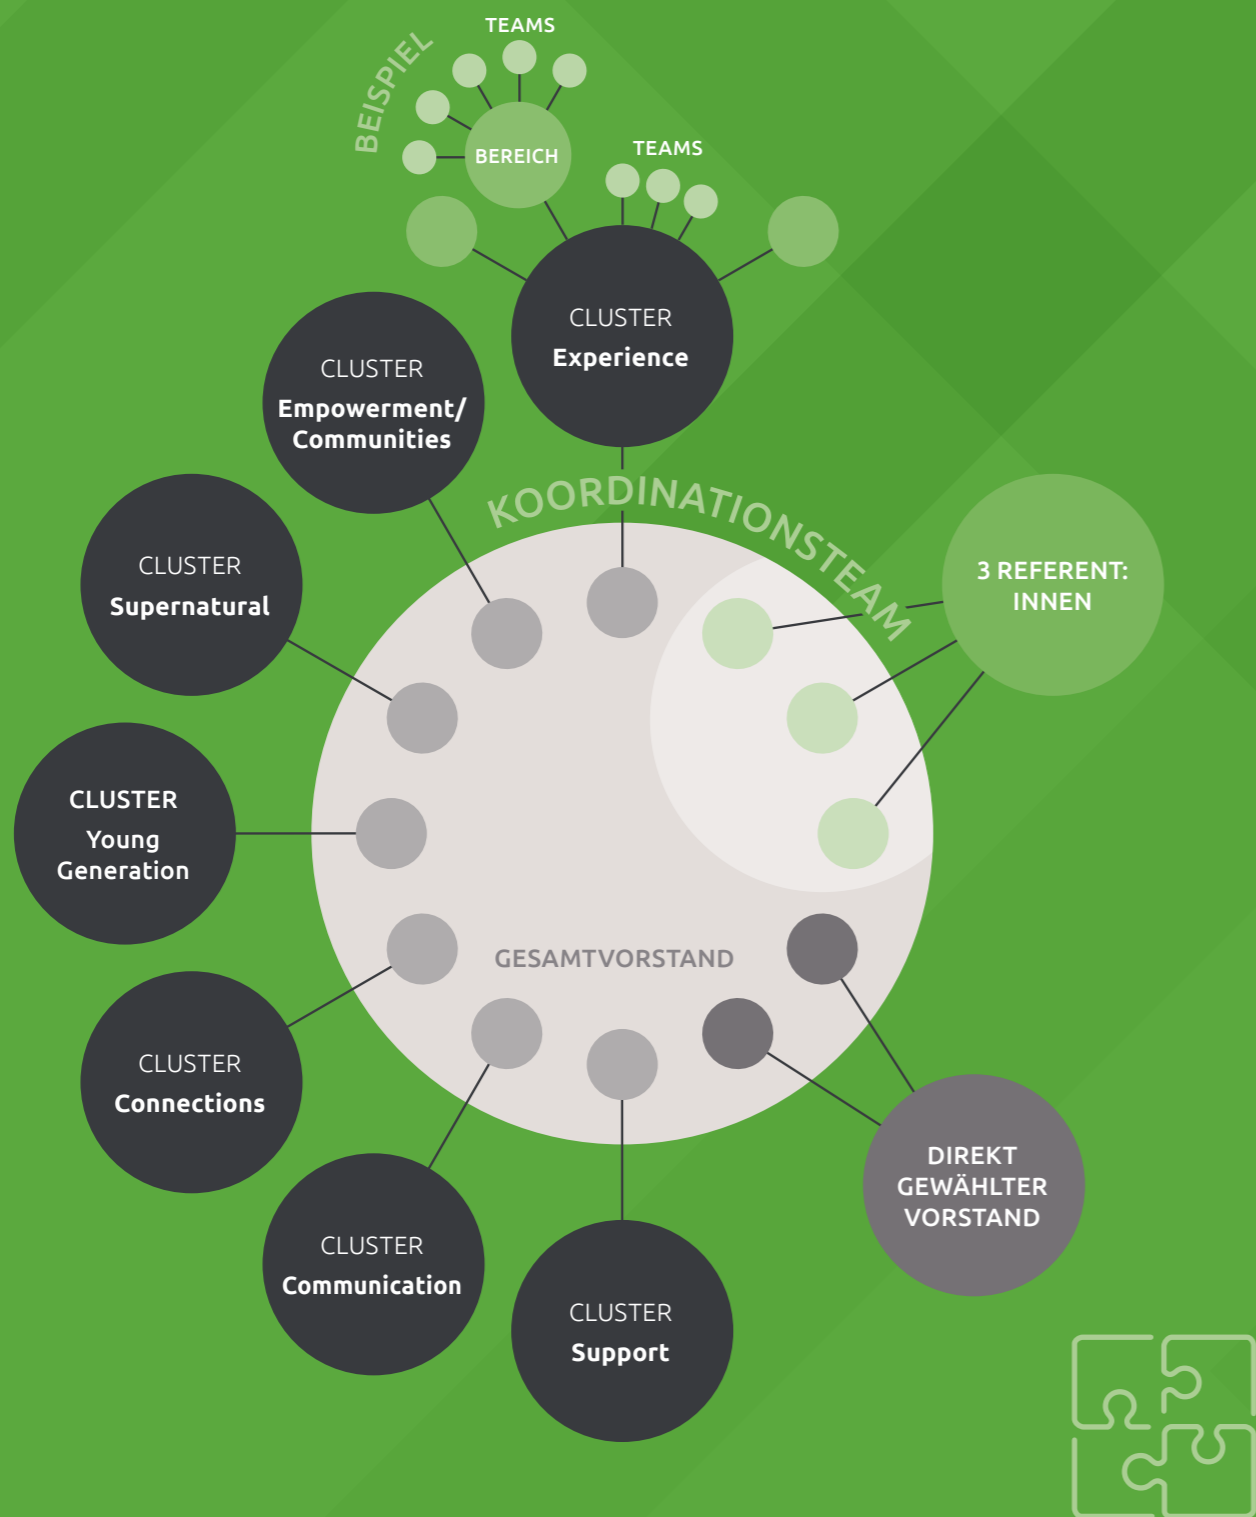 TEAMS
BEISPIEL
BEREICH
TEAMS
CLUSTER
Experience
CLUSTER
Empowerment/
Communities
KOORDINATIONSTEAM
CLUSTER
Supernatural
3 REFERENT:
INNEN
CLUSTER
Young
Generation
GESAMTVORSTAND
CLUSTER
Connections
DIREKT
GEWÄHLTER
VORSTAND
CLUSTER
Communication
CLUSTER
Support